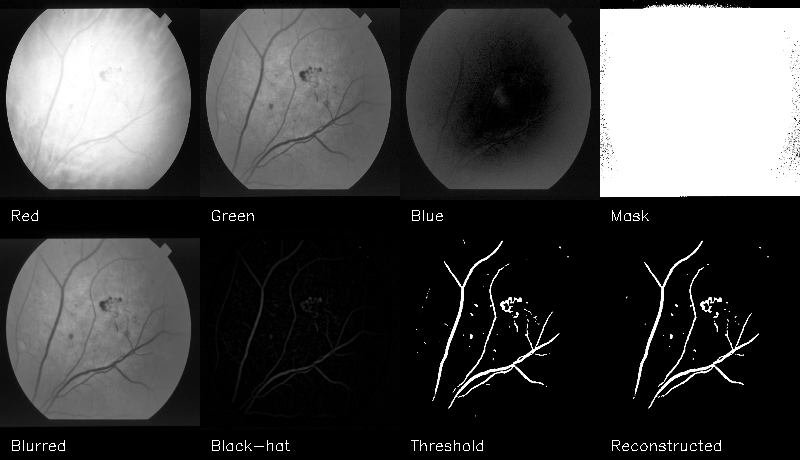 Red
Green
Blue
Mask
Blurred
Black-hat
Threshold
Reconstructed